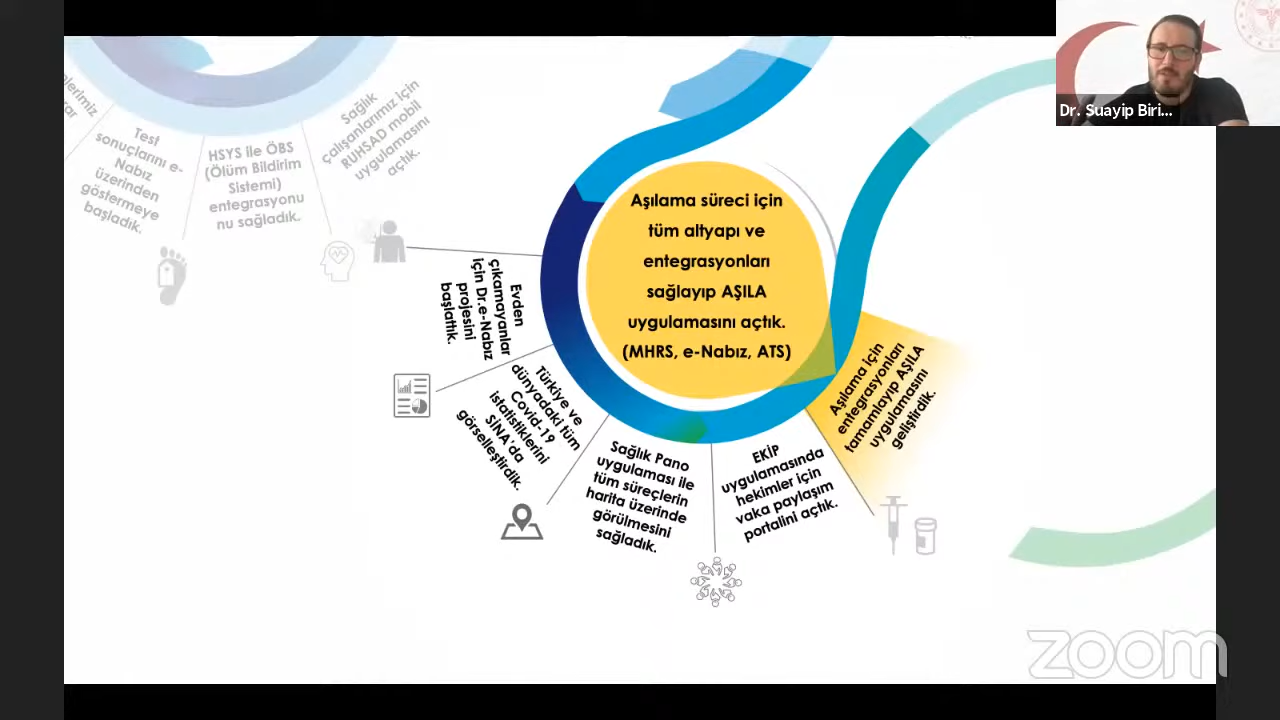 Dr. Suayip Biri...
Test
sonuçlarını e-
Nabız
üzerinden
göstermeye
başladık.
HSYS ile ÖBS
(Ölüm Bildirim
Sistemi)
entegrasyonu
nu sağladık.
Sağlık
çalışanlarımız için
RUHSAD mobil
uygulamasını
açtık.
Aşılama süreci için
tüm altyapı ve
entegrasyonları
sağlayıp AŞILA
uygulamasını açtık.
(MHRS, e-Nabız, ATS)
Evden
çıkamayanlar
için Dr.e-Nabız
projesini
başlattık.
Türkiye ve
dünyadaki tüm
Covid-19
istatistiklerini
SİNA'da
görselleştirdik.
Sağlık Pano
uygulaması ile
tüm süreçlerin
harita üzerinde
görülmesini
sağladık.
EKİP
uygulamasında
hekimler için
vaka paylaşım
portalini açtık.
Aşılama için
entegrasyonları
tamamlayıp AŞILA
uygulamasını
geliştirdik.
zoom